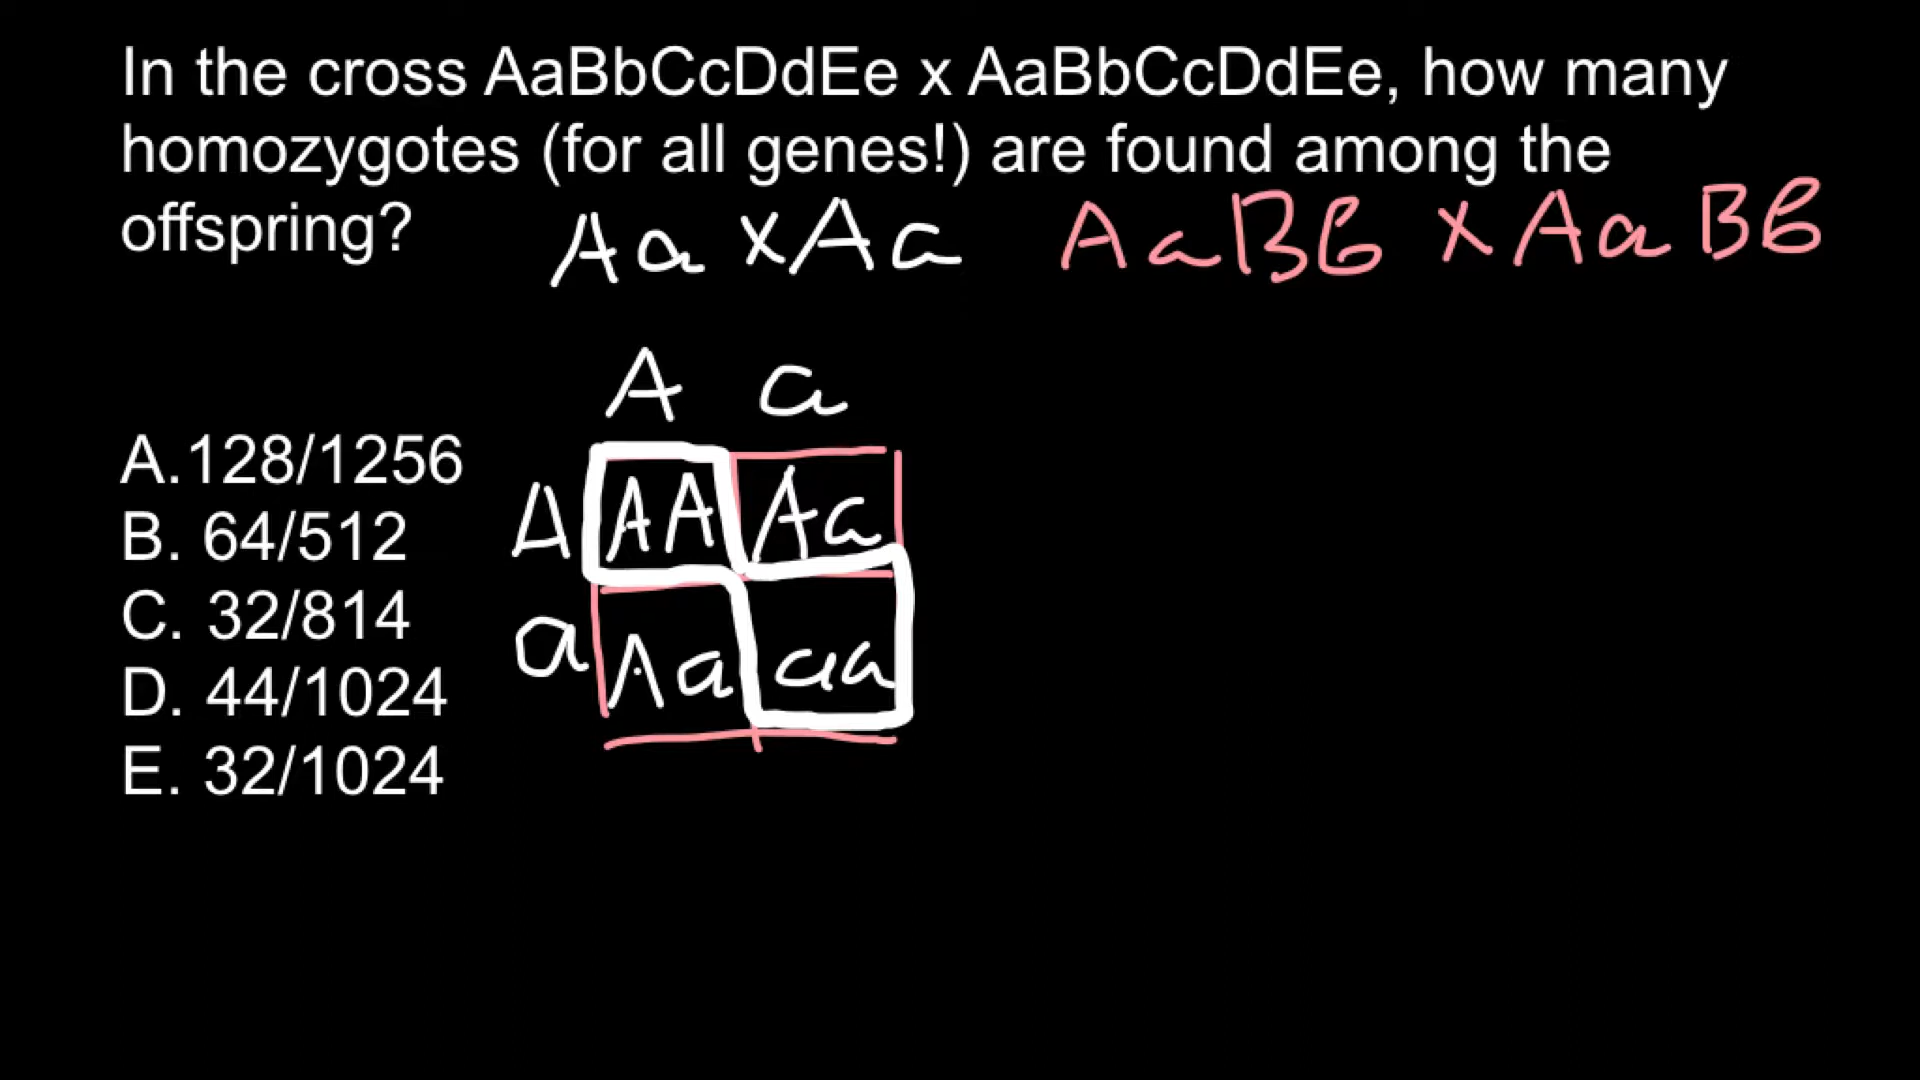 In the cross AaBbCcDdEe x AaBbCcDdEe, how many
homozygotes (for all genes!) are found among the
offspring?
Aa x Aa
AaBb x AaBb
A a
A AA Aa
a Aa aa
A.128/1256
B. 64/512
C. 32/814
D. 44/1024
E. 32/1024